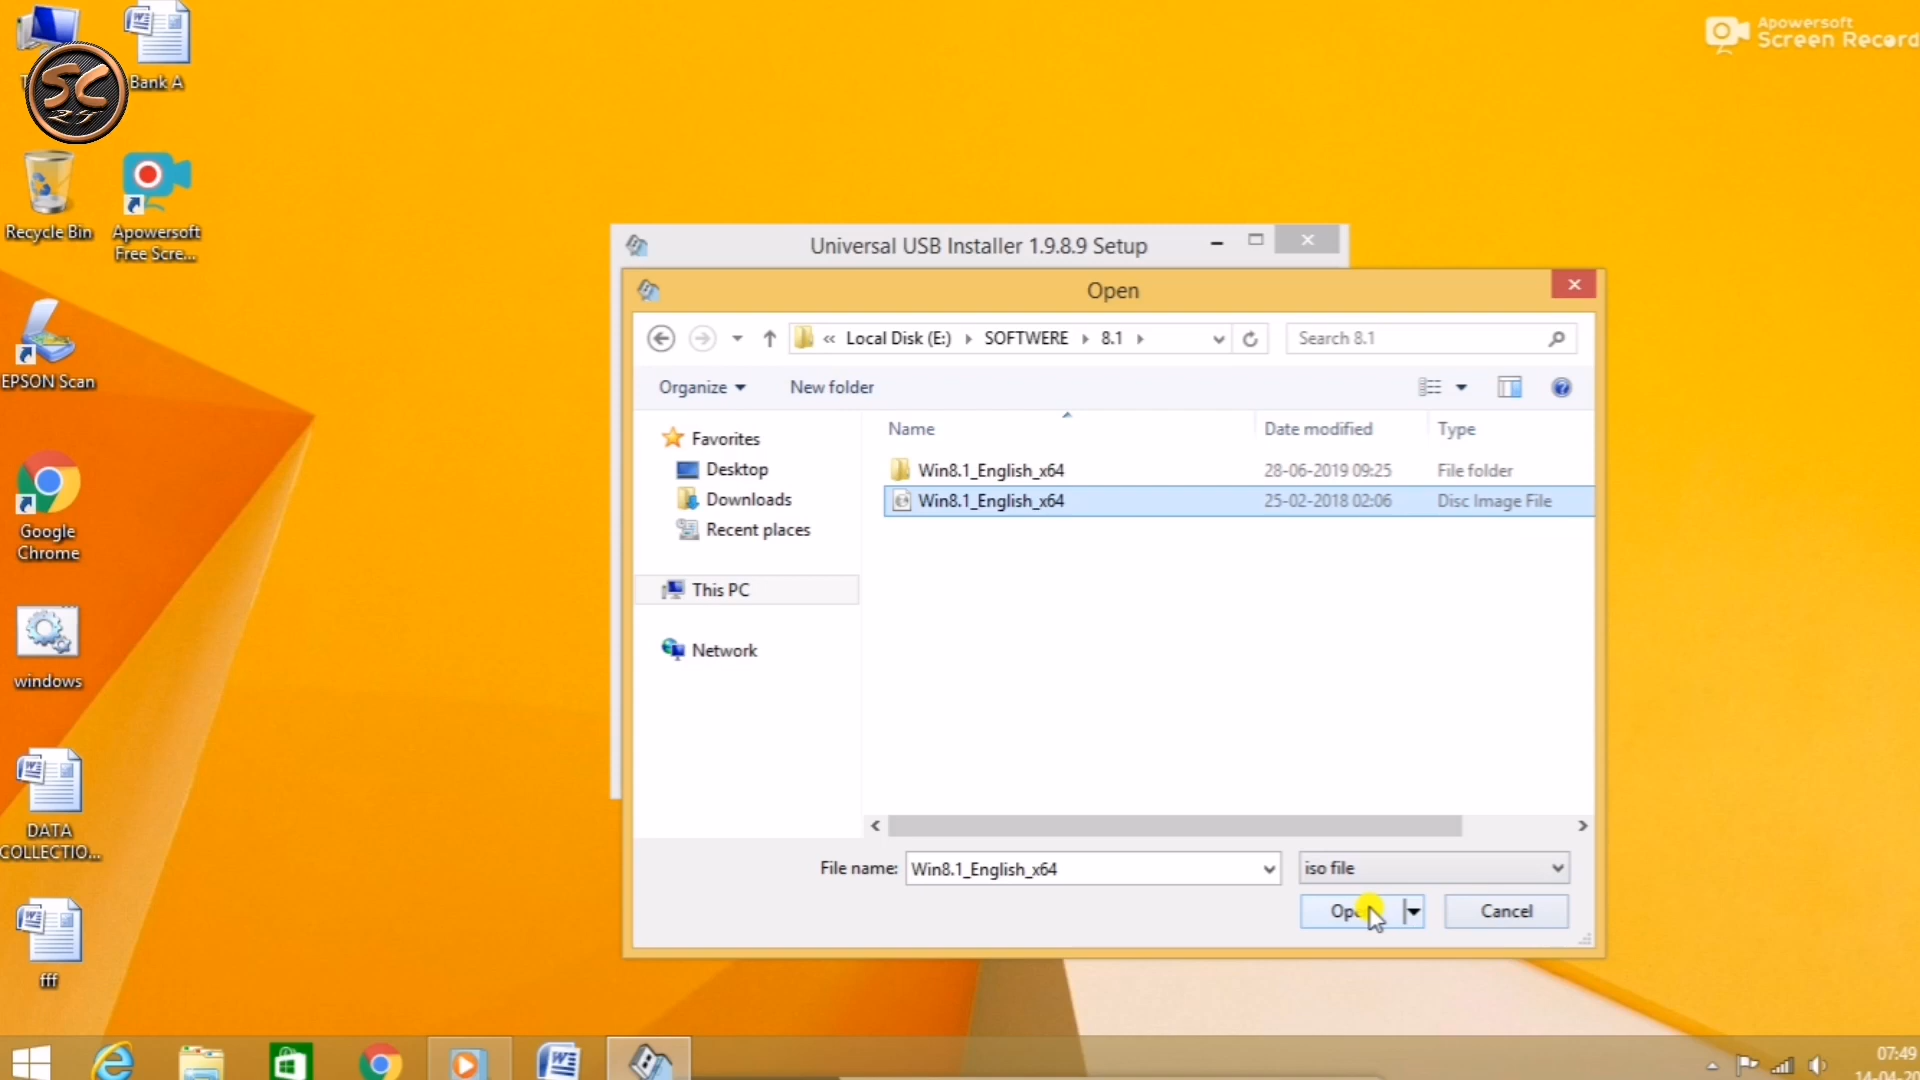 Apowersoft
Screen Record
Bank A
SC
Recycle Bin
Apowersoft
Free Scre...
EPSON Scan
Google
Chrome
windows
DATA
COLLECTIO...
fff
Universal USB Installer 1.9.8.9 Setup
Open
« Local Disk (E:) SOFTWERE 8.1
Search 8.1
Organize
New folder
Name
Date modified
Type
Favorites
Desktop
Downloads
Recent places
This PC
Network
Win8.1_English_x64 28-06-2019 09:25 File folder
Win8.1_English_x64 25-02-2018 02:06 Disc Image File
File name: Win8.1_English_x64
iso file
Cancel
07:49